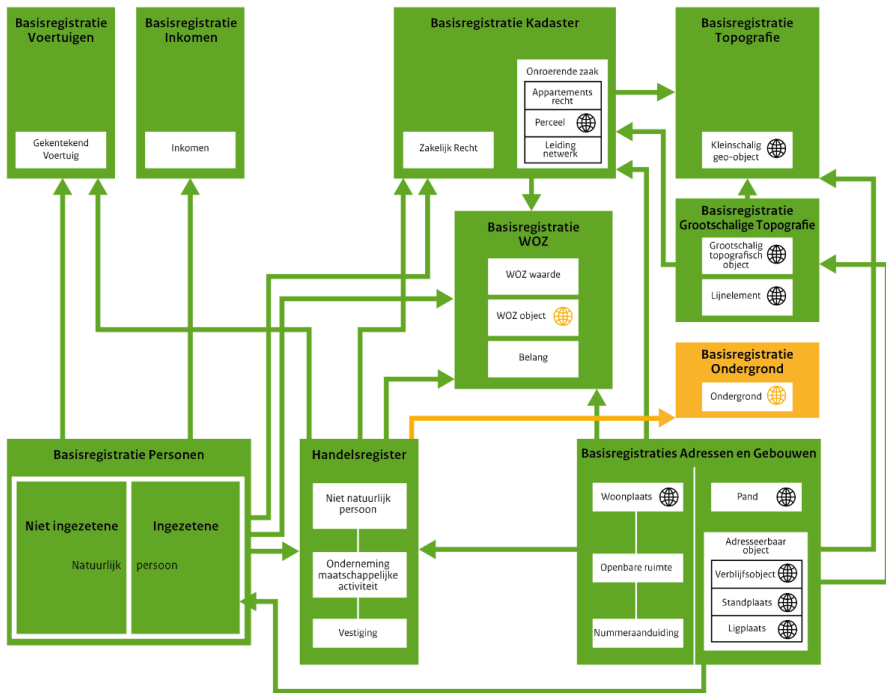 Basisregistratie
Voertuigen
Gekentekend
Voertuig
Basisregistratie
Inkomen
Inkomen
Basisregistratie Kadaster
Zakelijk Recht
Onroerende zaak
Appartements
recht
Perceel
Leiding
netwerk
Basisregistratie
Topografie
Kleinschalig
geo-object
Basisregistratie
WOZ
WOZ waarde
WOZ object
Belang
Basisregistratie
Grootschalige Topografie
Grootschalig
topografisch
object
Lijnelement
Basisregistratie
Ondergrond
Ondergrond
Basisregistratie Personen
Niet ingezetene
Ingezetene
Natuurlijk persoon
Handelsregister
Niet natuurlijk
persoon
Onderneming
maatschappelijke
activiteit
Vestiging
Basisregistraties Adressen en Gebouwen
Woonplaats
Openbare ruimte
Nummeraanduiding
Pand
Adresseerbaar
object
Verblijfsobject
Standplaats
Ligplaats